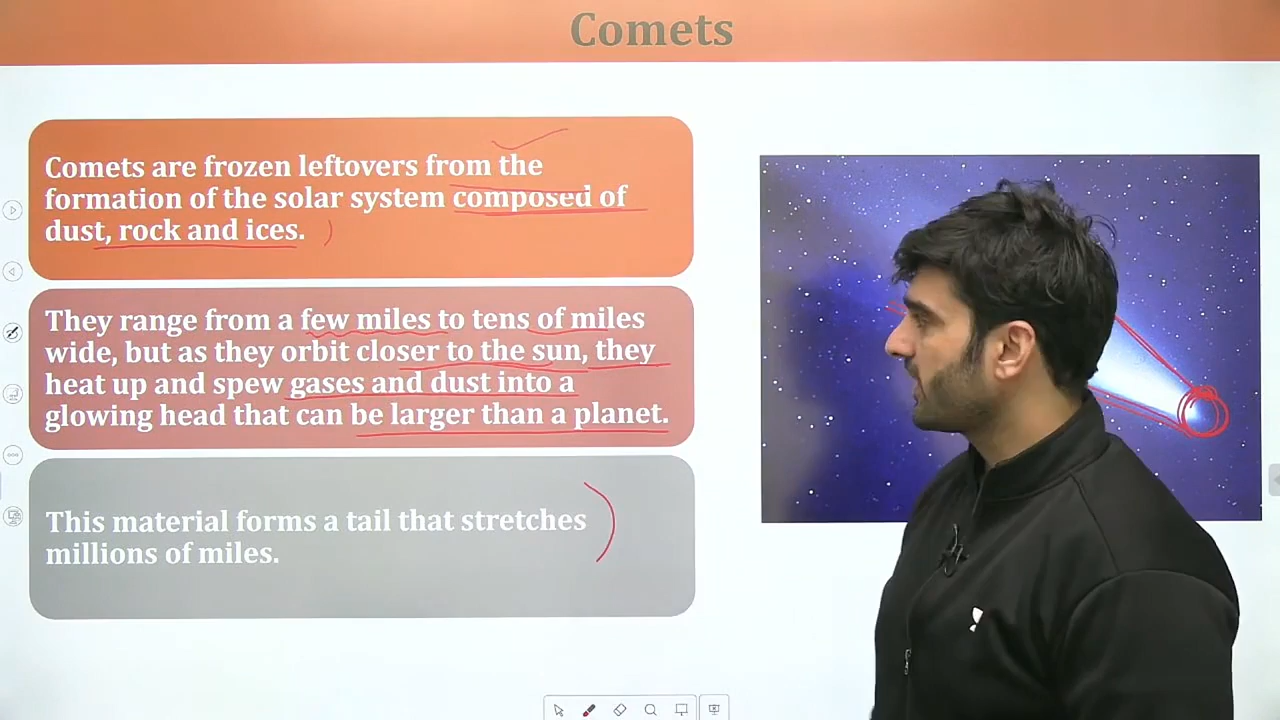 Comets
Comets are frozen leftovers from the
formation of the solar system composed of
dust, rock and ices.
They range from a few miles to tens of miles
wide, but as they orbit closer to the sun, they
heat up and spew gases and dust into a
glowing head that can be larger than a planet.
This material forms a tail that stretches
millions of miles.